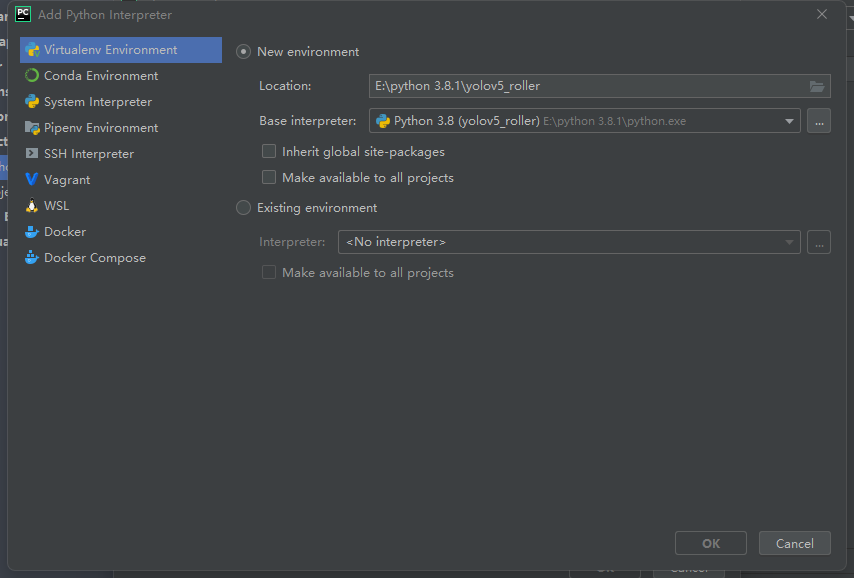 PC Add Python Interpreter
Virtualenv Environment
Conda Environment
System Interpreter
Pipenv Environment
SSH Interpreter
Vagrant
WSL
Docker
Docker Compose
New environment
Location: E:\python 3.8.1\yolov5_roller
Base interpreter: Python 3.8 (yolov5_roller) E:\python 3.8.1\python.exe ...
Inherit global site-packages
Make available to all projects
Existing environment
Interpreter: <No interpreter> ...
Make available to all projects
OK Cancel